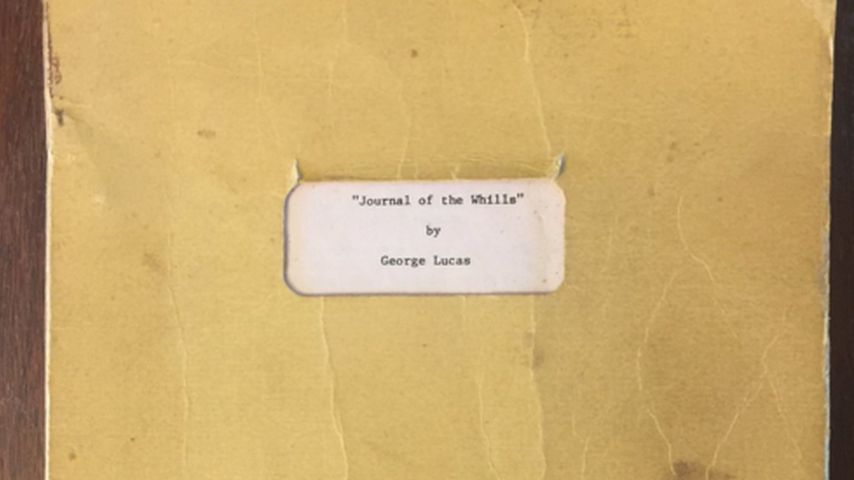 "Journal of the Whills"
by
George Lucas